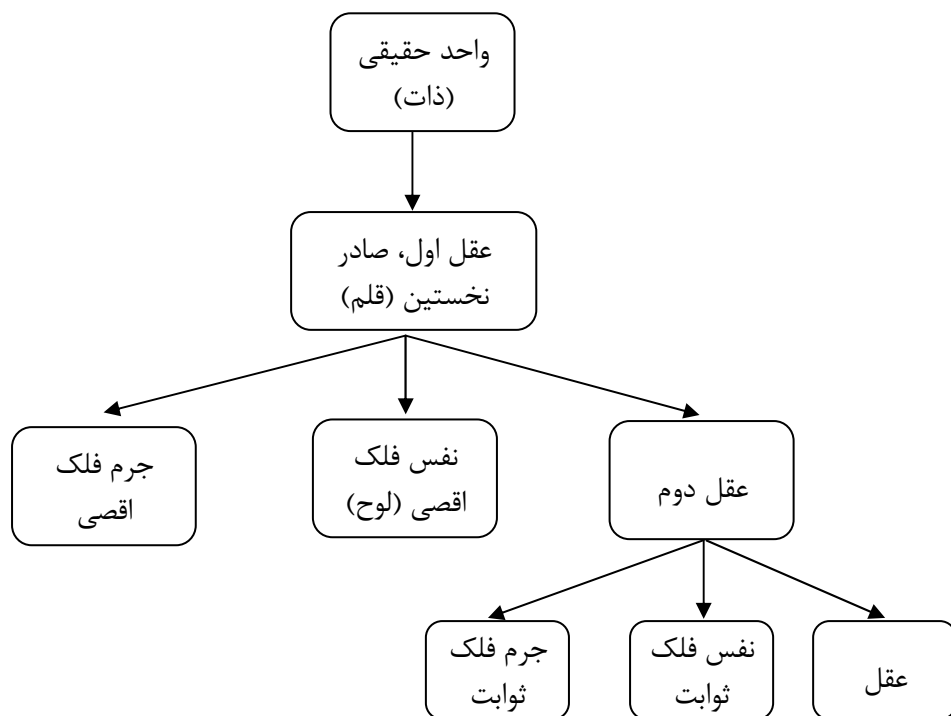 واحد حقیقی
(ذات)
عقل اول، صادر
نخستین (قلم)
عقل دوم
نفس فلک
اقصی (لوح)
جرم فلک
اقصی
عقل
نفس فلک
ثوابت
جرم فلک
ثوابت